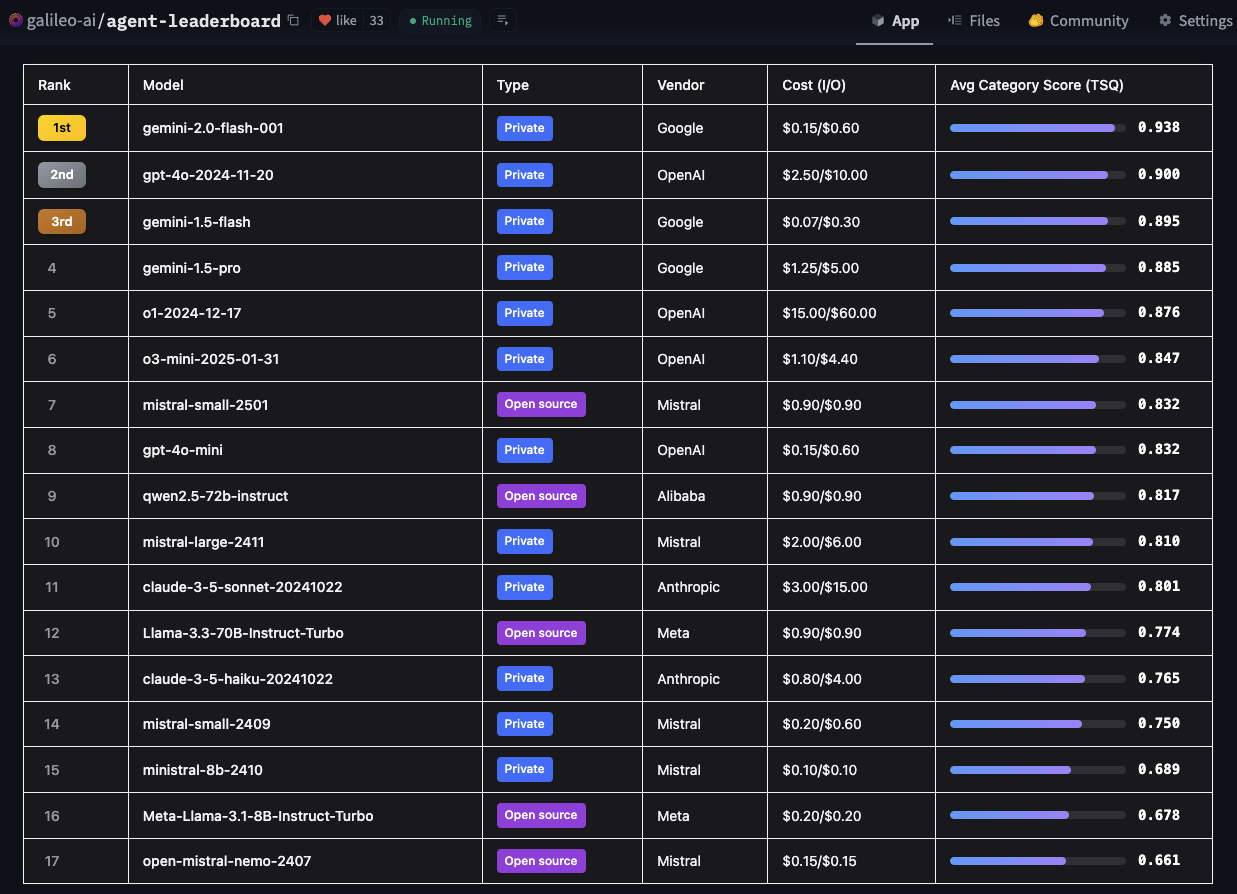 galileo-ai/agent-leaderboard like 33 Running App Files Community Settings
Rank Model Type Vendor Cost (I/O) Avg Category Score (TSQ)
1st gemini-2.0-flash-001 Private Google $0.15/$0.60 0.938
2nd gpt-4o-2024-11-20 Private OpenAI $2.50/$10.00 0.900
3rd gemini-1.5-flash Private Google $0.07/$0.30 0.895
4 gemini-1.5-pro Private Google $1.25/$5.00 0.885
5 o1-2024-12-17 Private OpenAI $15.00/$60.00 0.876
6 o3-mini-2025-01-31 Private OpenAI $1.10/$4.40 0.847
7 mistral-small-2501 Open source Mistral $0.90/$0.90 0.832
8 gpt-4o-mini Private OpenAI $0.15/$0.60 0.832
9 qwen2.5-72b-instruct Open source Alibaba $0.90/$0.90 0.817
10 mistral-large-2411 Private Mistral $2.00/$6.00 0.810
11 claude-3-5-sonnet-20241022 Private Anthropic $3.00/$15.00 0.801
12 Llama-3.3-70B-Instruct-Turbo Open source Meta $0.90/$0.90 0.774
13 claude-3-5-haiku-20241022 Private Anthropic $0.80/$4.00 0.765
14 mistral-small-2409 Private Mistral $0.20/$0.60 0.750
15 ministral-8b-2410 Private Mistral $0.10/$0.10 0.689
16 Meta-Llama-3.1-8B-Instruct-Turbo Open source Meta $0.20/$0.20 0.678
17 open-mistral-nemo-2407 Open source Mistral $0.15/$0.15 0.661